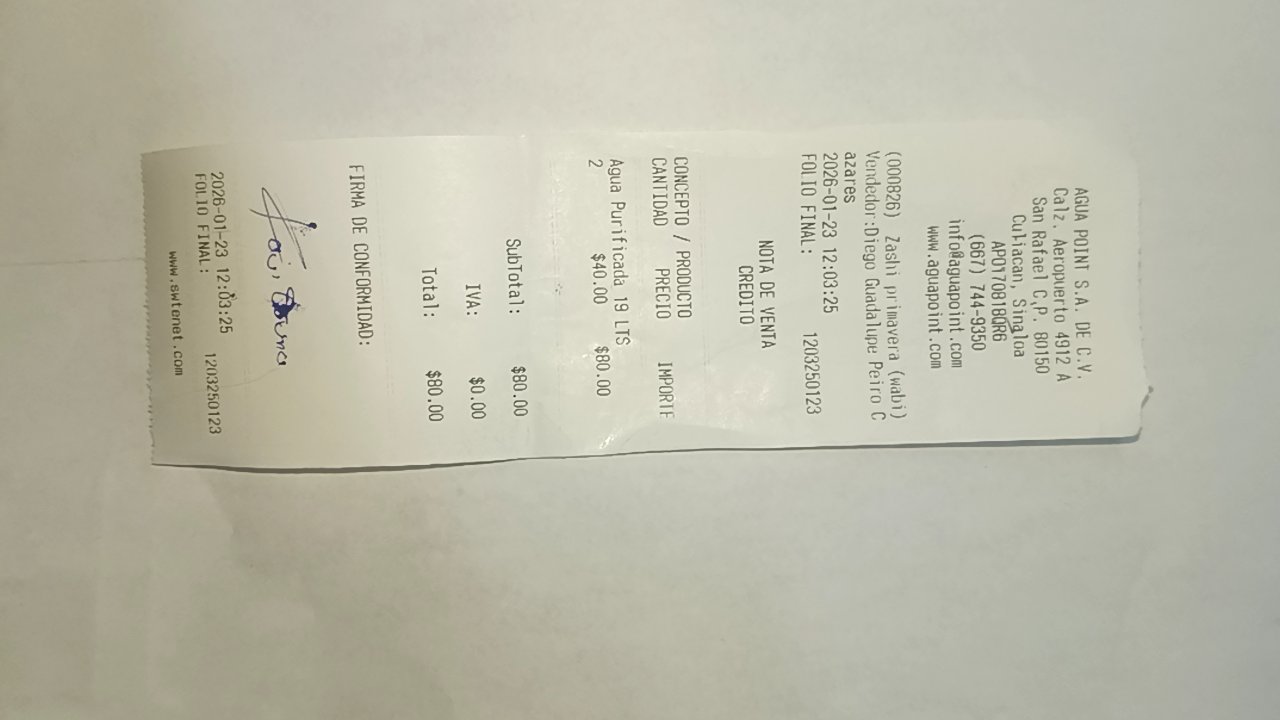 AGUA POINT S.A. DE C.V.
Calz. Aeropuerto 4912 A
San Rafael C.P. 80150
Culiacan, Sinaloa
APO170818QR6
(667) 744-9350
info@aguapoint.com
www.aguapoint.com
(000826) Zashi primavera (wabi)
Vendedor:Diego Guadalupe Peiro C
azares
2026-01-23 12:03:25
FOLIO FINAL: 1203250123
NOTA DE VENTA
CREDITO
CONCEPTO / PRODUCTO
CANTIDAD PRECIO IMPORTE
Agua Purificada 19 LTS
2 $40.00 $80.00
SubTotal: $80.00
IVA: $0.00
Total: $80.00
FIRMA DE CONFORMIDAD:
2026-01-23 12:03:25
FOLIO FINAL: 1203250123
www.swtenet.com